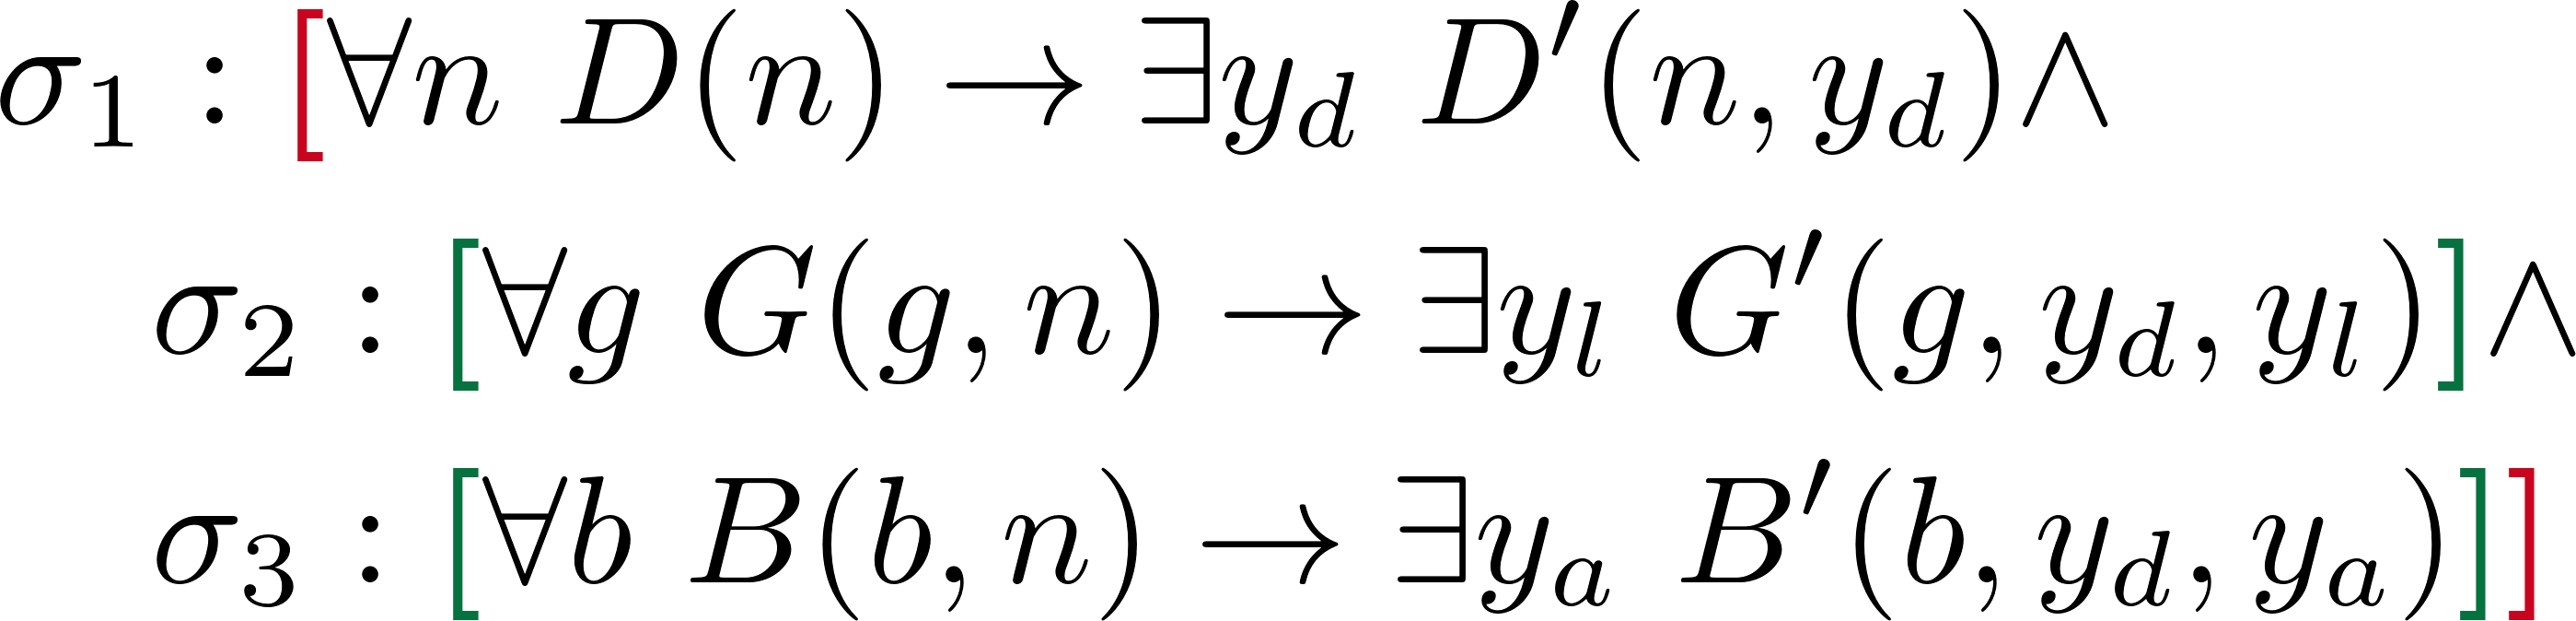 σ₁ : [∀n D(n) → ∃y_d D′(n, y_d)∧
σ₂ : [∀g G(g, n) → ∃y_l G′(g, y_d, y_l)]∧
σ₃ : [∀b B(b, n) → ∃y_a B′(b, y_d, y_a)]]